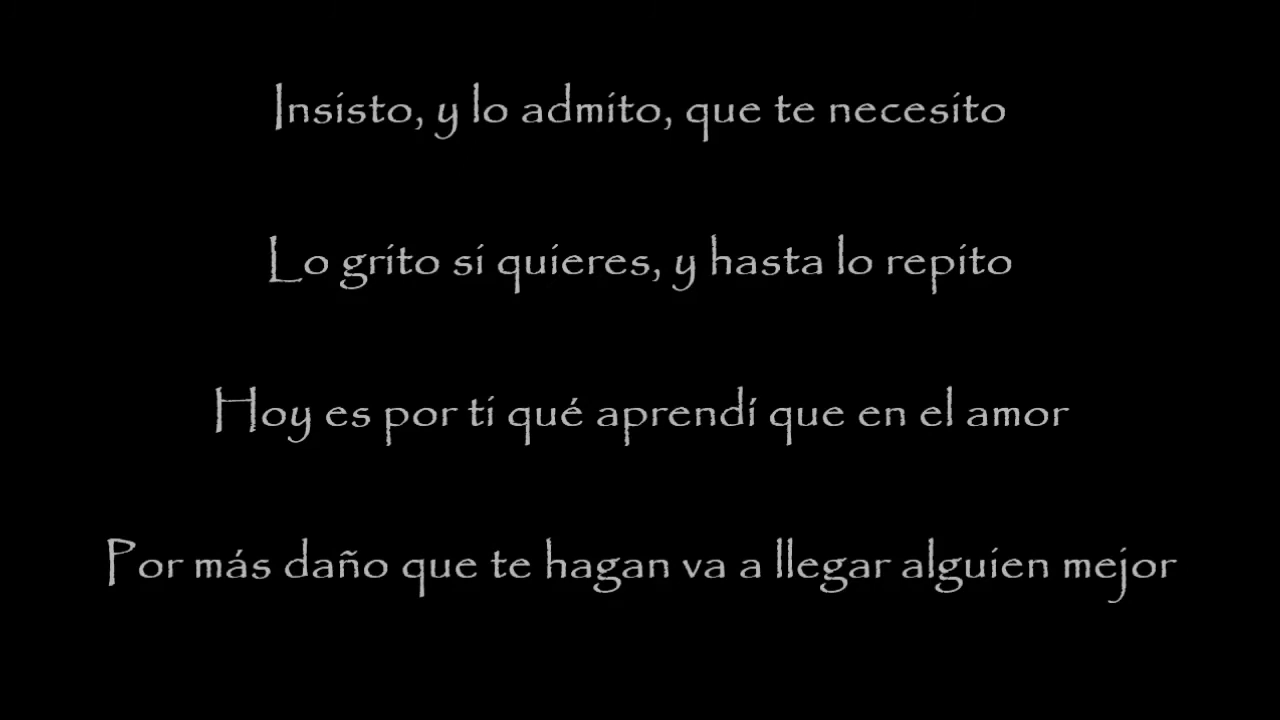 Insisto, y lo admito, que te necesito
Lo grito si quieres, y hasta lo repito
Hoy es por ti qué aprendí que en el amor
Por más daño que te hagan va a llegar alguien mejor